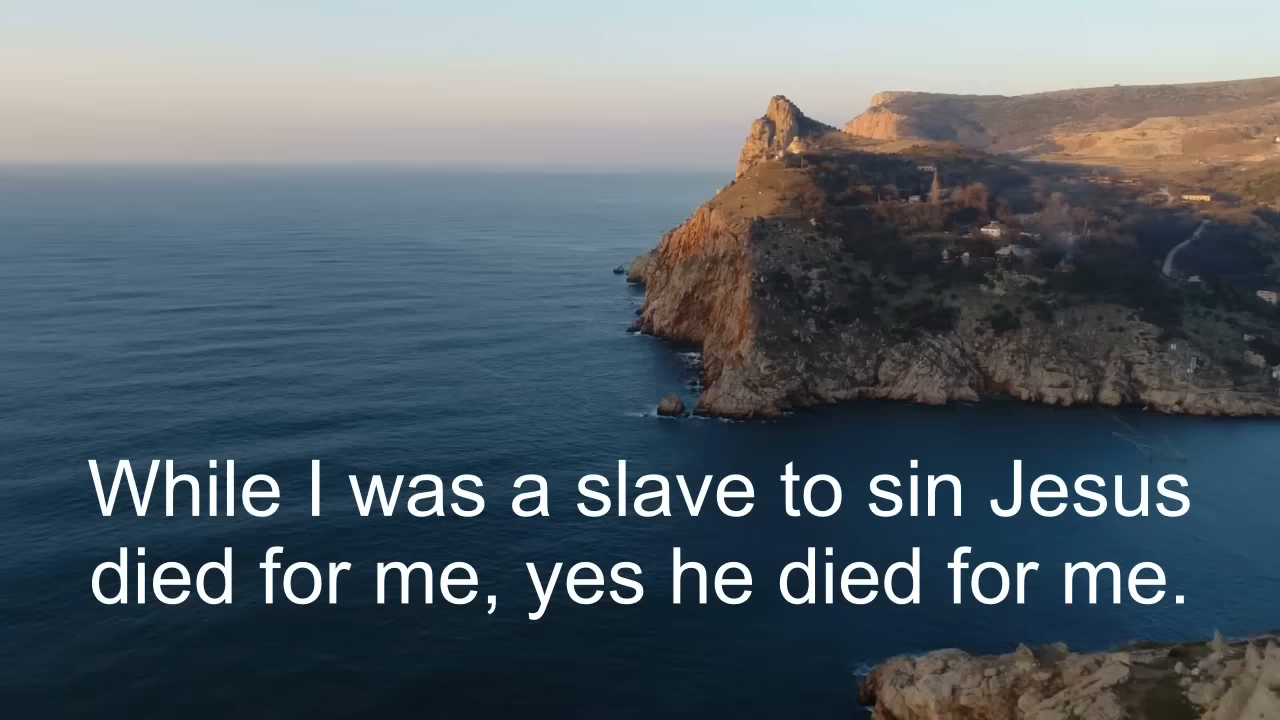 While I was a slave to sin Jesus
died for me, yes he died for me.